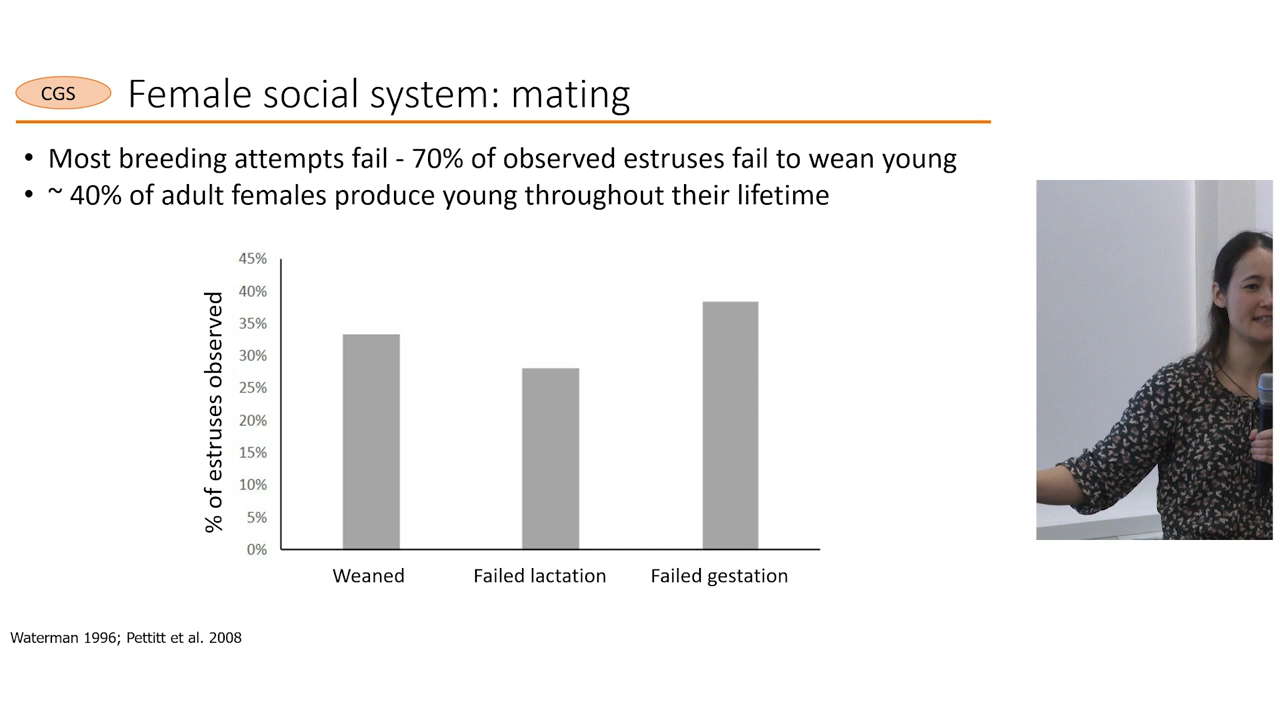 CGS
Female social system: mating
• Most breeding attempts fail - 70% of observed estruses fail to wean young
• ~ 40% of adult females produce young throughout their lifetime
% of estruses observed
45%
40%
35%
30%
25%
20%
15%
10%
5%
0%
Weaned
Failed lactation
Failed gestation
Waterman 1996; Pettitt et al. 2008